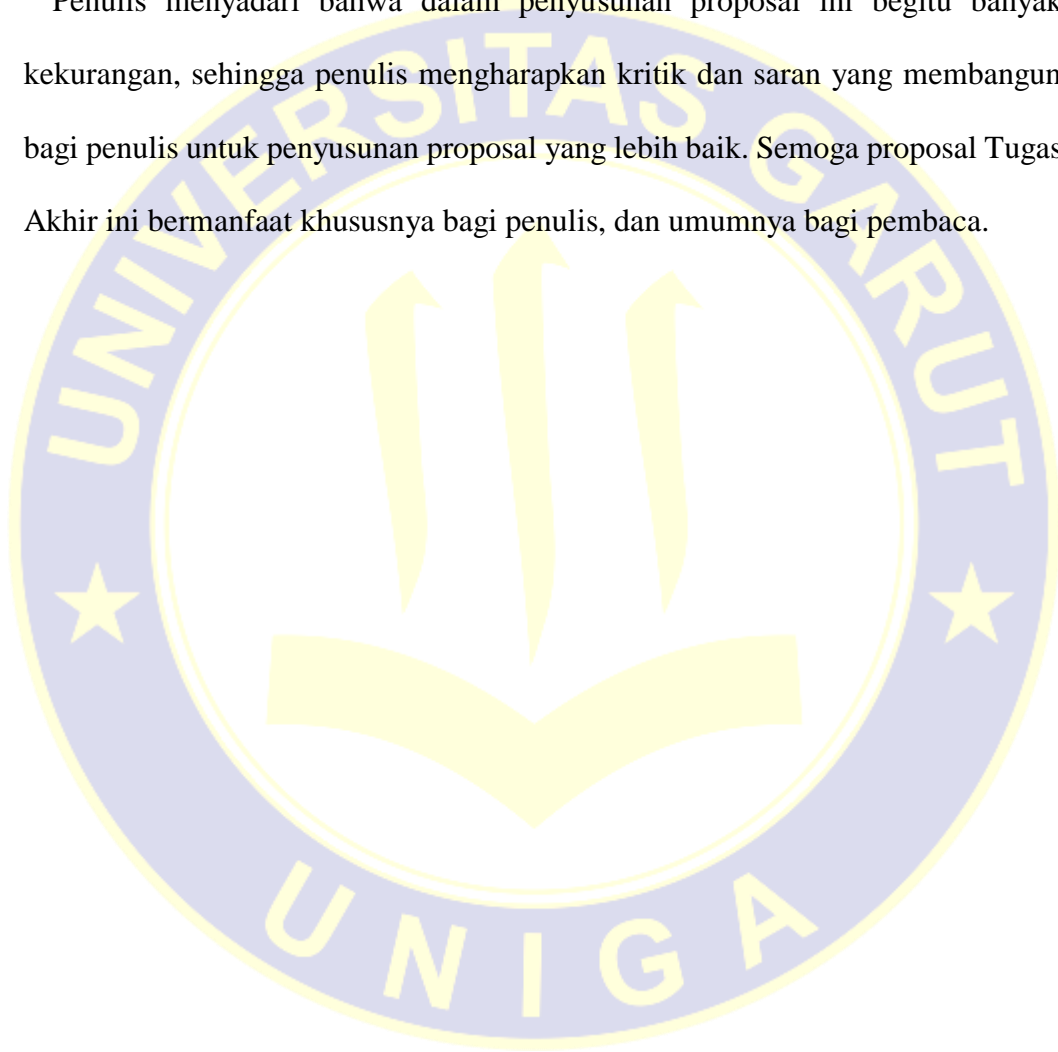 Penulis menyadari bahwa dalam penyusunan proposal ini begitu banyak
kekurangan, sehingga penulis mengharapkan kritik dan saran yang membangun
bagi penulis untuk penyusunan proposal yang lebih baik. Semoga proposal Tugas
Akhir ini bermanfaat khususnya bagi penulis, dan umumnya bagi pembaca.
UNIVERSITAS GARUT
UNIGA